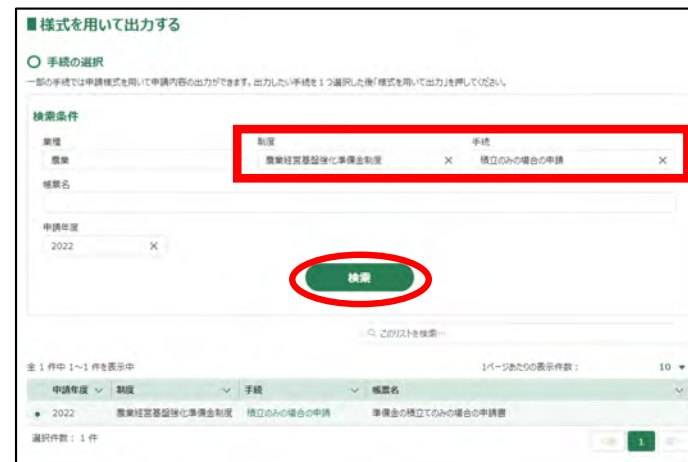 ■様式を用いて出力する
手続の選択
一部の手続では申請様式を用いて申請内容の出力ができます。出力したい手続を1つ選択した後「様式を用いて出力」を押してください。
検索条件
業種 制度 手続
農業 農業経営基盤強化準備金制度 × 積立のみの場合の申請 ×
帳票名
申請年度
2022 ×
検索
このリストを検索…
全 1 件中 1~1 件を表示中 1ページあたりの表示件数: 10
申請年度 制度 手続 帳票名
2022 農業経営基盤強化準備金制度 積立のみの場合の申請 準備金の積立てのみの場合の申請書
選択件数: 1 件
1